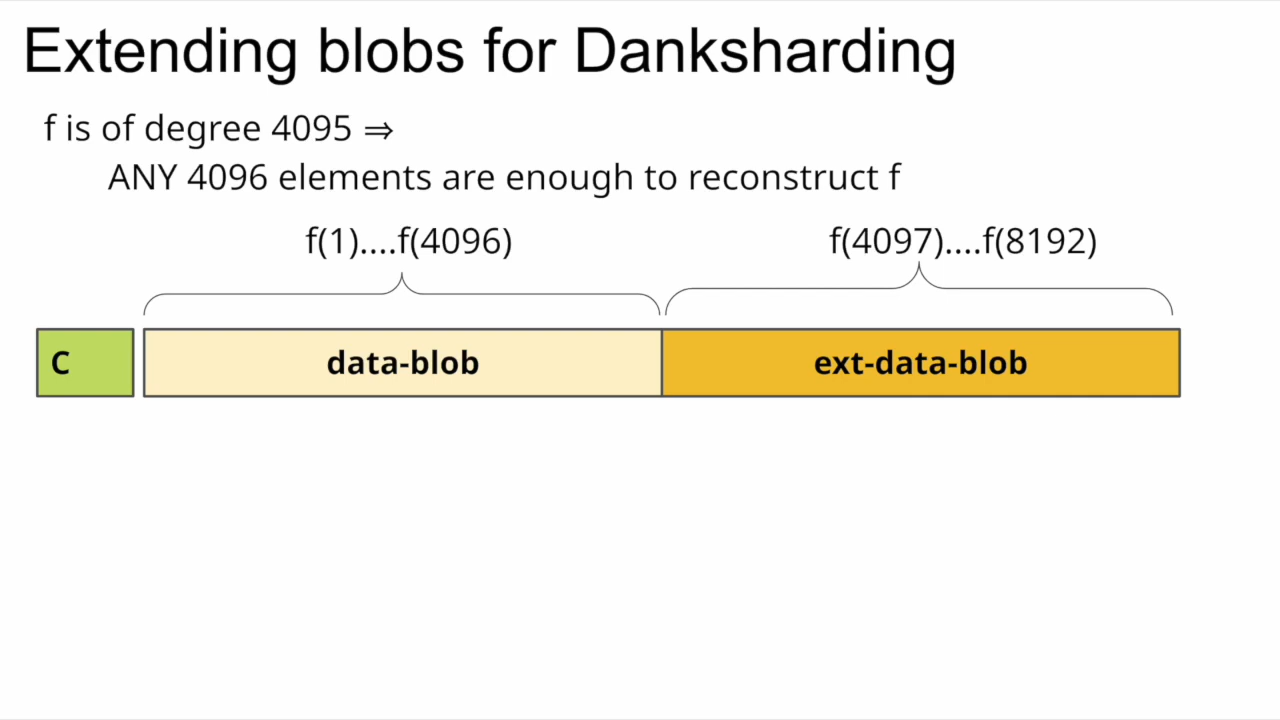 Extending blobs for Danksharding
f is of degree 4095 ⇒
ANY 4096 elements are enough to reconstruct f
f(1)....f(4096)
f(4097)....f(8192)
C
data-blob
ext-data-blob